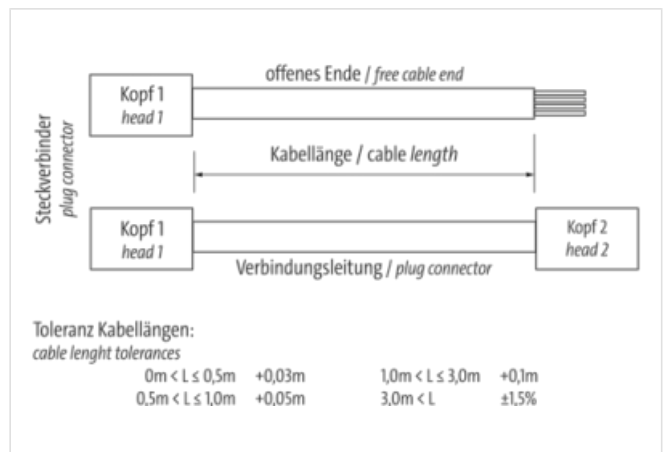 offenes Ende / free cable end
Kopf 1
head 1
Steckverbinder
plug connector
Kabellänge / cable length
Kopf 1
head 1
Kopf 2
head 2
Verbindungsleitung / plug connector
Toleranz Kabellängen:
cable lenght tolerances
0m < L ≤ 0,5m +0,03m 1,0m < L ≤ 3,0m +0,1m
0,5m < L ≤ 1,0m +0,05m 3,0m < L ±1,5%